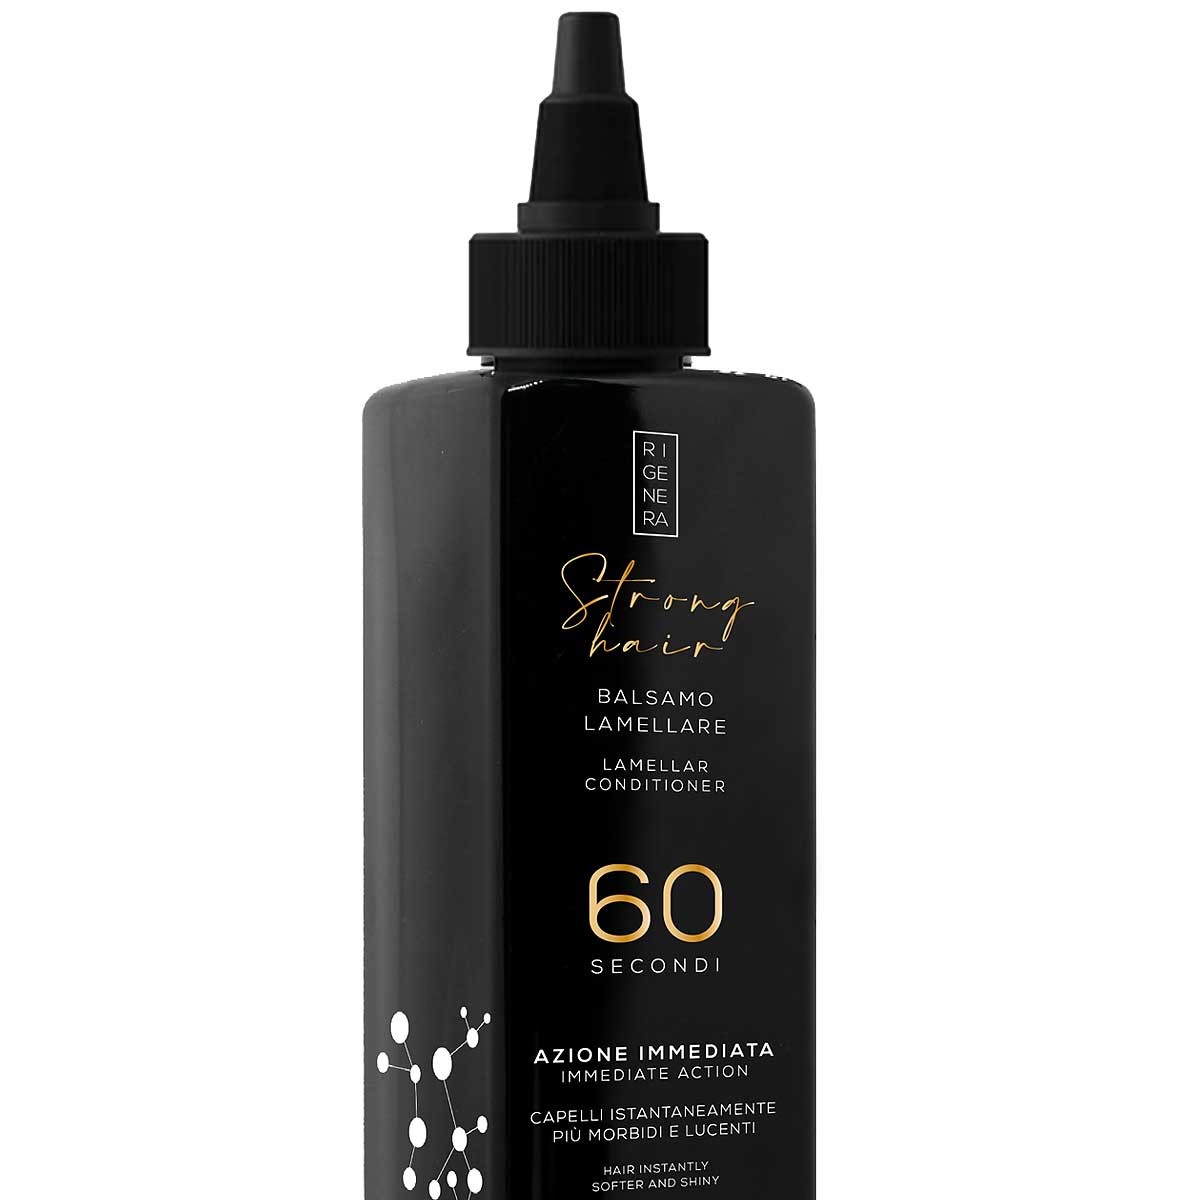 RI
GE
NE
RA
Strong
hair
BALSAMO
LAMELLARE
LAMELLAR
CONDITIONER
60
SECONDI
AZIONE IMMEDIATA
IMMEDIATE ACTION
CAPELLI ISTANTANEAMENTE
PIÙ MORBIDI E LUCENTI
HAIR INSTANTLY
SOFTER AND SHINY